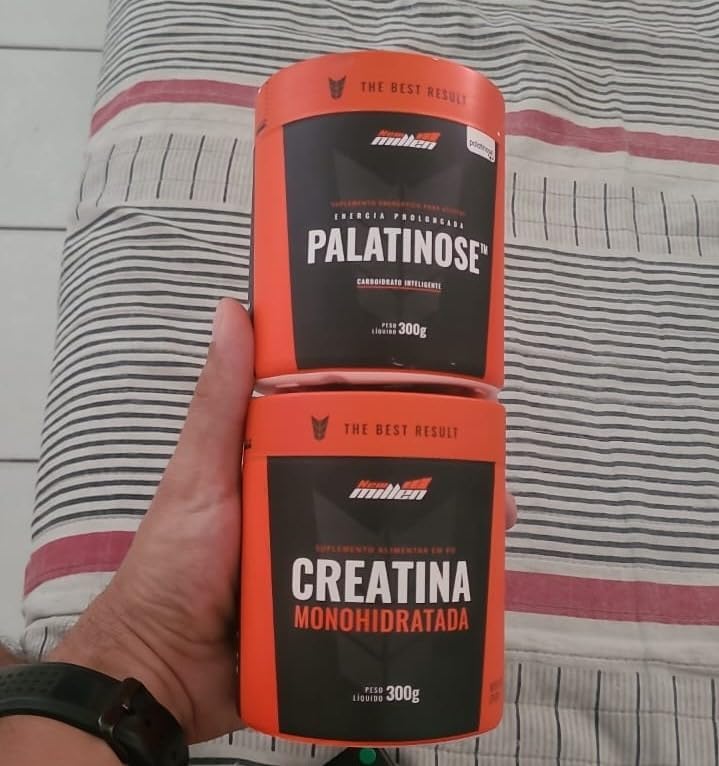 THE BEST RESULT
New
millen
palatinose
SUPLEMENTO ENERGÉTICO PARA ATLETAS
ENERGIA PROLONGADA
PALATINOSE™
CARBOIDRATO INTELIGENTE
PESO LÍQUIDO 300g
THE BEST RESULT
New
millen
SUPLEMENTO ALIMENTAR EM PÓ
CREATINA
MONOHIDRATADA
PESO LÍQUIDO 300g